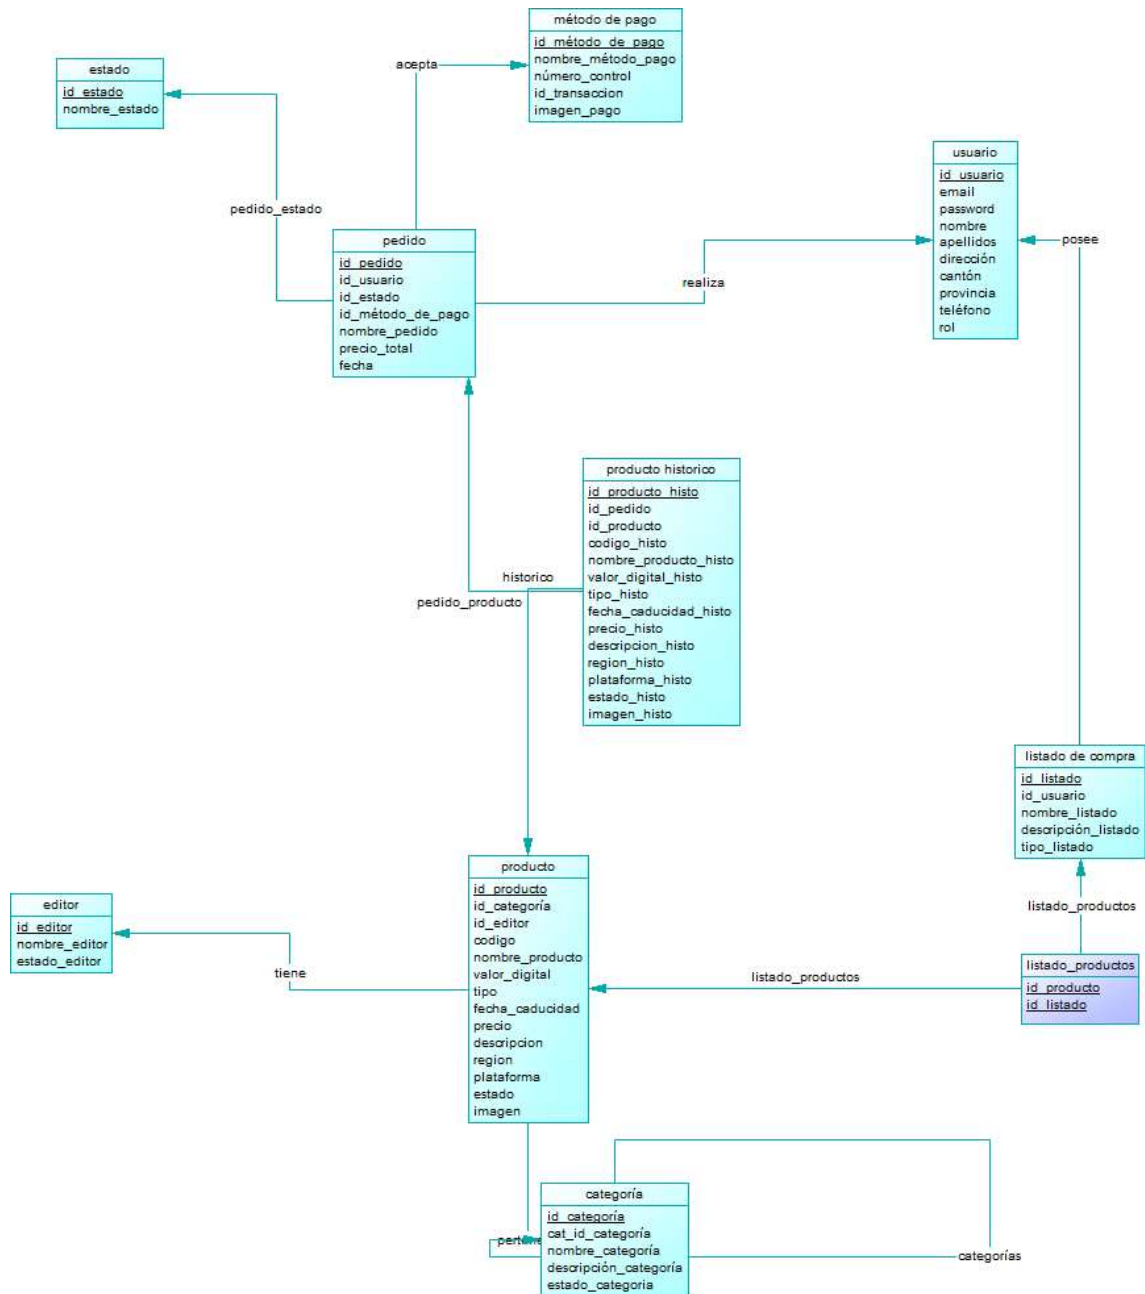 método de pago
id_método_de_pago
nombre_método_pago
número_control
id_transaccion
imagen_pago
acepta
estado
id_estado
nombre_estado
usuario
id_usuario
email
password
nombre
apellidos
dirección
cantón
provincia
teléfono
rol
pedido_estado
pedido
id_pedido
id_usuario
id_estado
id_método_de_pago
nombre_pedido
precio_total
fecha
realiza
posee
producto historico
id_producto_histo
id_pedido
id_producto
codigo_histo
nombre_producto_histo
valor_digital_histo
tipo_histo
fecha_caducidad_histo
precio_histo
descripcion_histo
region_histo
plataforma_histo
estado_histo
imagen_histo
historico
pedido_producto
listado de compra
id_listado
id_usuario
nombre_listado
descripción_listado
tipo_listado
producto
id_producto
id_categoría
id_editor
codigo
nombre_producto
valor_digital
tipo
fecha_caducidad
precio
descripcion
region
plataforma
estado
imagen
editor
id_editor
nombre_editor
estado_editor
tiene
listado_productos
listado_productos
listado_productos
id_producto
id_listado
categoría
id_categoría
cat_id_categoría
nombre_categoría
descripción_categoría
estado_categoria
categorías